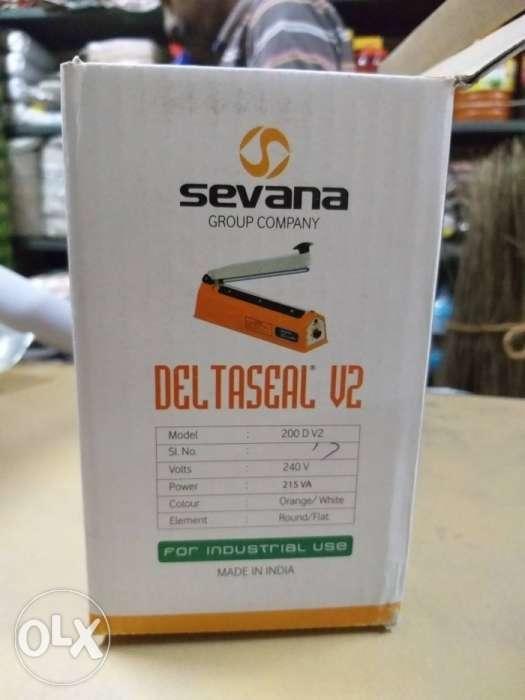 sevana
GROUP COMPANY
DELTASEAL® V2
Model : 200 D V2
Sl. No. :
Volts : 240 V
Power : 215 VA
Colour : Orange/ White
Element : Round/Flat
For Industrial Use
MADE IN INDIA
OLX